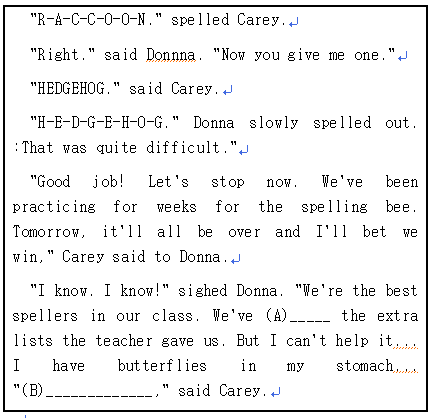 "R-A-C-C-O-O-N." spelled Carey.
"Right." said Donnna. "Now you give me one."
"HEDGEHOG." said Carey.
"H-E-D-G-E-H-O-G." Donna slowly spelled out.
:That was quite difficult."
"Good job! Let's stop now. We've been
practicing for weeks for the spelling bee.
Tomorrow, it'll all be over and I'll bet we
win," Carey said to Donna.
"I know. I know!" sighed Donna. "We're the best
spellers in our class. We've (A)_____ the extra
lists the teacher gave us. But I can't help it...
I have butterflies in my stomach...
"(B)_____________," said Carey.